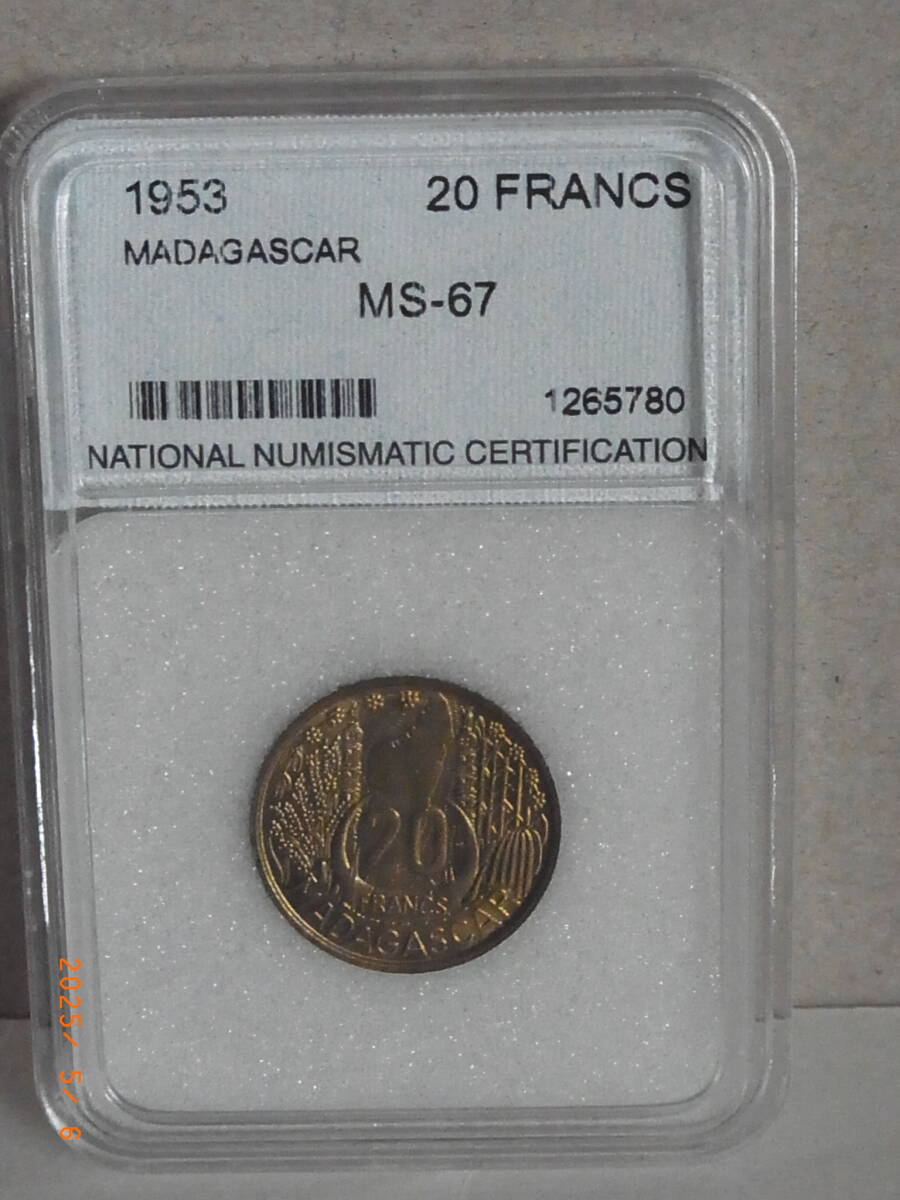 1953 20 FRANCS
MADAGASCAR
MS-67
1265780
NATIONAL NUMISMATIC CERTIFICATION
20
FRANCS
MADAGASCAR
2025/ 5/ 6